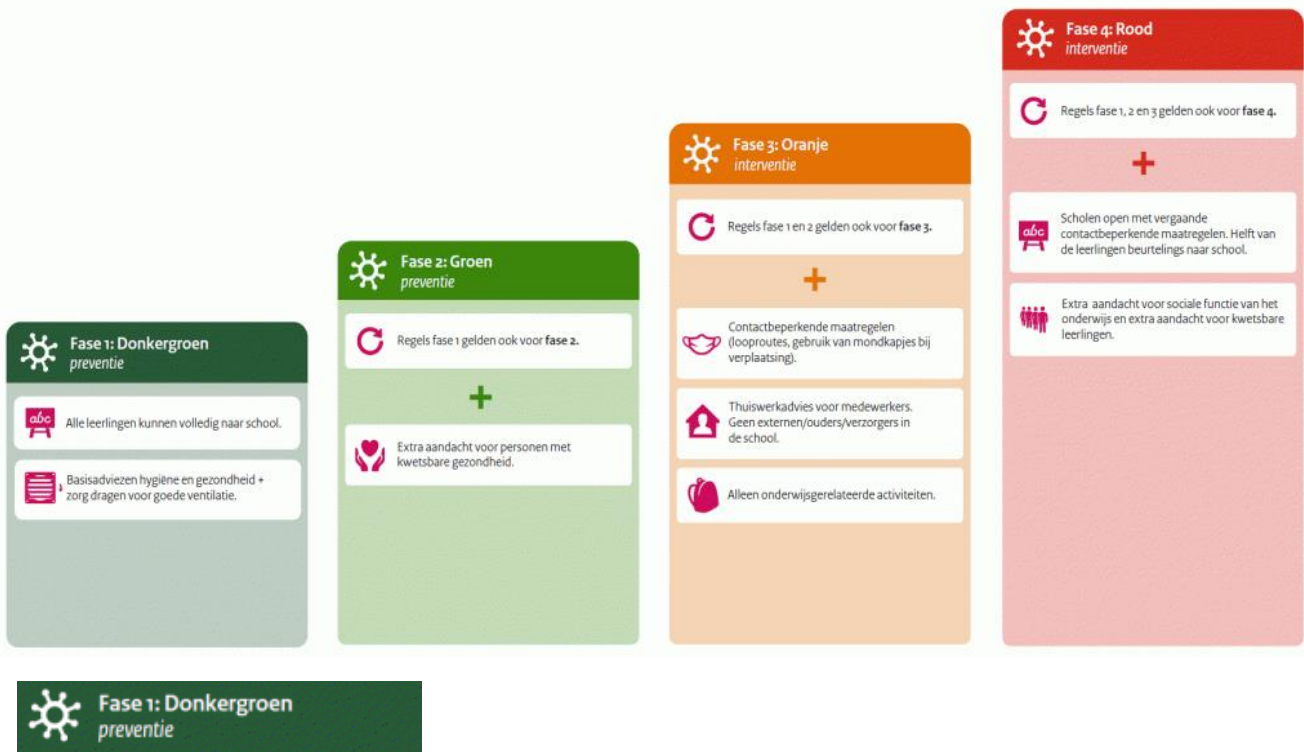 Fase 1: Donkergroen
preventie
abc
Alle leerlingen kunnen volledig naar school.
Basisadviezen hygiëne en gezondheid +
zorg dragen voor goede ventilatie.
Fase 2: Groen
preventie
Regels fase 1 gelden ook voor fase 2.
+
Extra aandacht voor personen met
kwetsbare gezondheid.
Fase 3: Oranje
interventie
Regels fase 1 en 2 gelden ook voor fase 3.
+
Contactbeperkende maatregelen
(looproutes, gebruik van mondkapjes bij
verplaatsing).
Thuiswerkadvies voor medewerkers.
Geen externen/ouders/verzorgers in
de school.
Alleen onderwijsgerelateerde activiteiten.
Fase 4: Rood
interventie
Regels fase 1, 2 en 3 gelden ook voor fase 4.
+
abc
Scholen open met vergaande
contactbeperkende maatregelen. Helft van
de leerlingen beurtelings naar school.
Extra aandacht voor sociale functie van het
onderwijs en extra aandacht voor kwetsbare
leerlingen.
Fase 1: Donkergroen
preventie